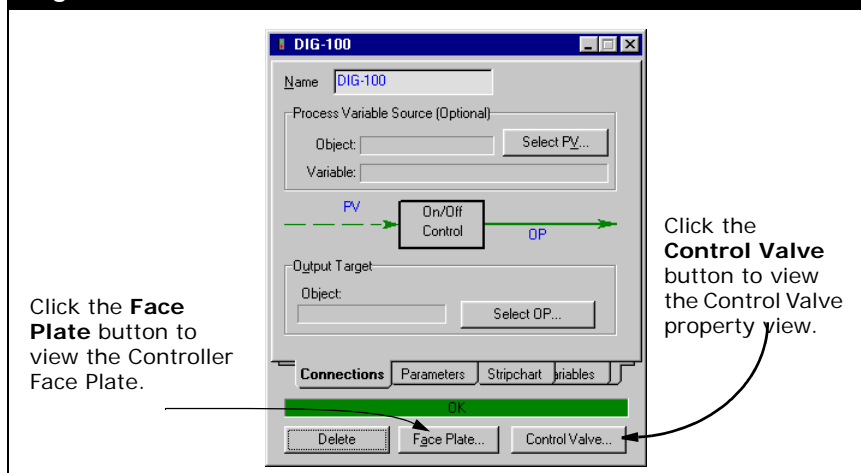 DIG-100
Name DIG-100
Process Variable Source (Optional)
Object:
Select PV...
Variable:
PV
On/Off
Control
OP
Output Target
Object:
Select OP...
Connections Parameters Stripchart
OK
Delete Face Plate... Control Valve...
Click the Face
Plate button to
view the Controller
Face Plate.
Click the
Control Valve
button to view
the Control Valve
property view.